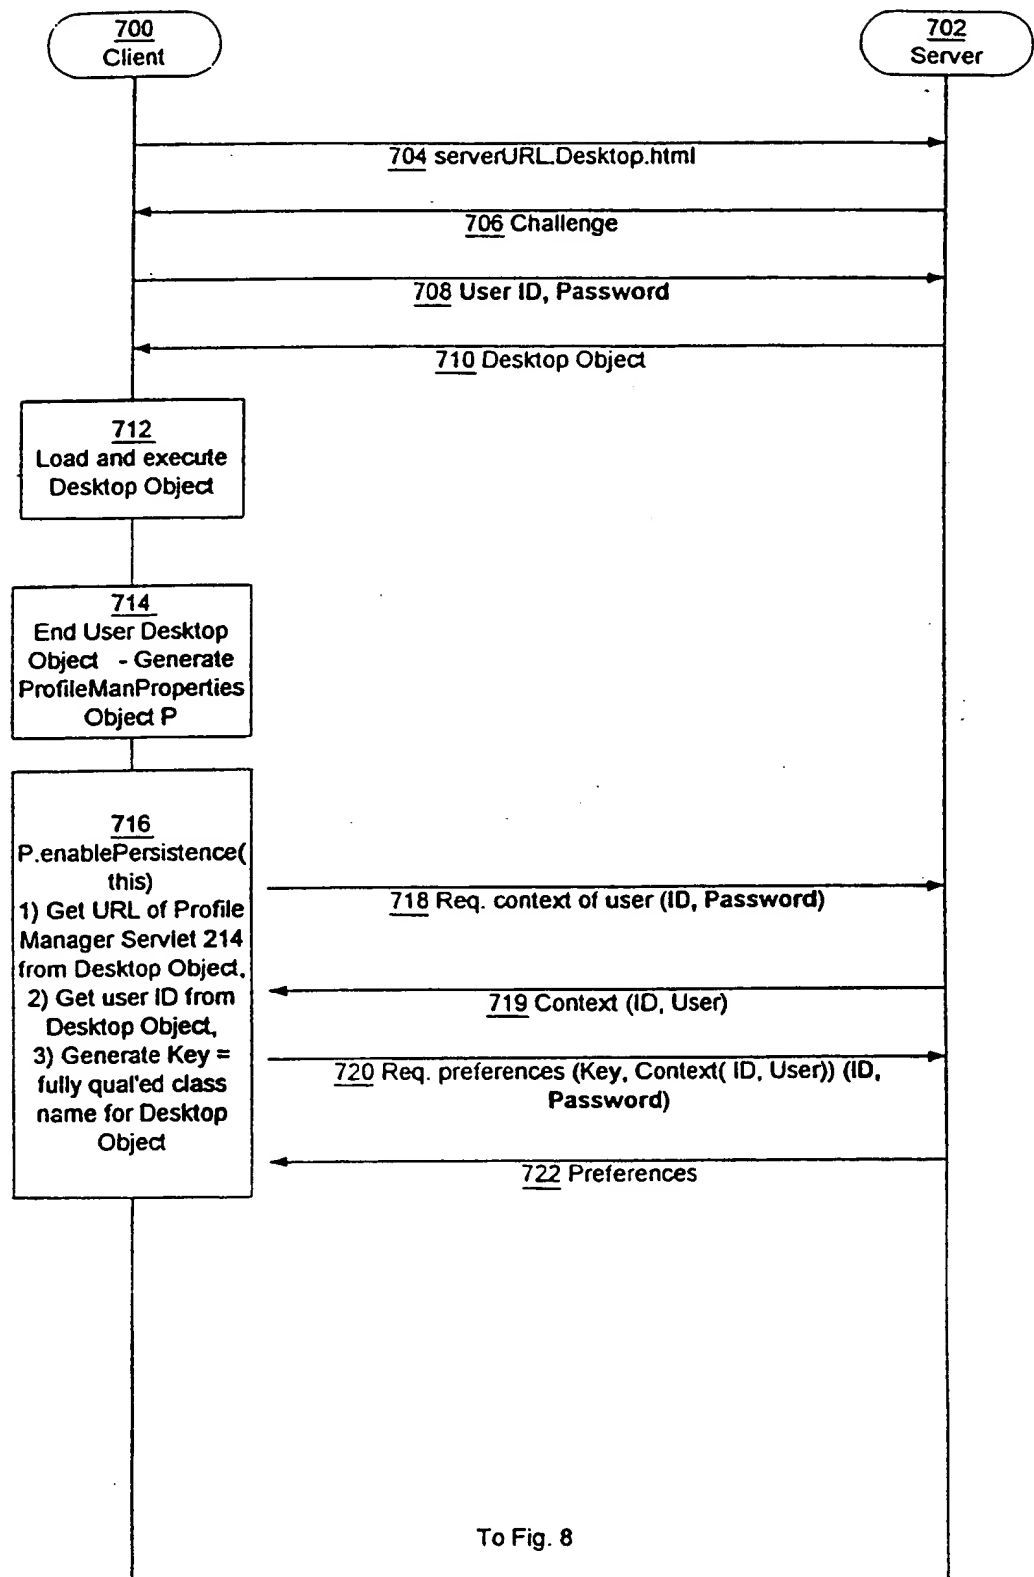 700
Client
702
Server
704 serverURL.Desktop.html
706 Challenge
708 User ID, Password
710 Desktop Object
712
Load and execute
Desktop Object
714
End User Desktop
Object - Generate
ProfileManProperties
Object P
716
P.enablePersistence(
this)
1) Get URL of Profile
Manager Servlet 214
from Desktop Object,
2) Get user ID from
Desktop Object,
3) Generate Key =
fully qual'ed class
name for Desktop
Object
718 Req. context of user (ID, Password)
719 Context (ID, User)
720 Req. preferences (Key, Context( ID, User)) (ID,
Password)
722 Preferences
To Fig. 8